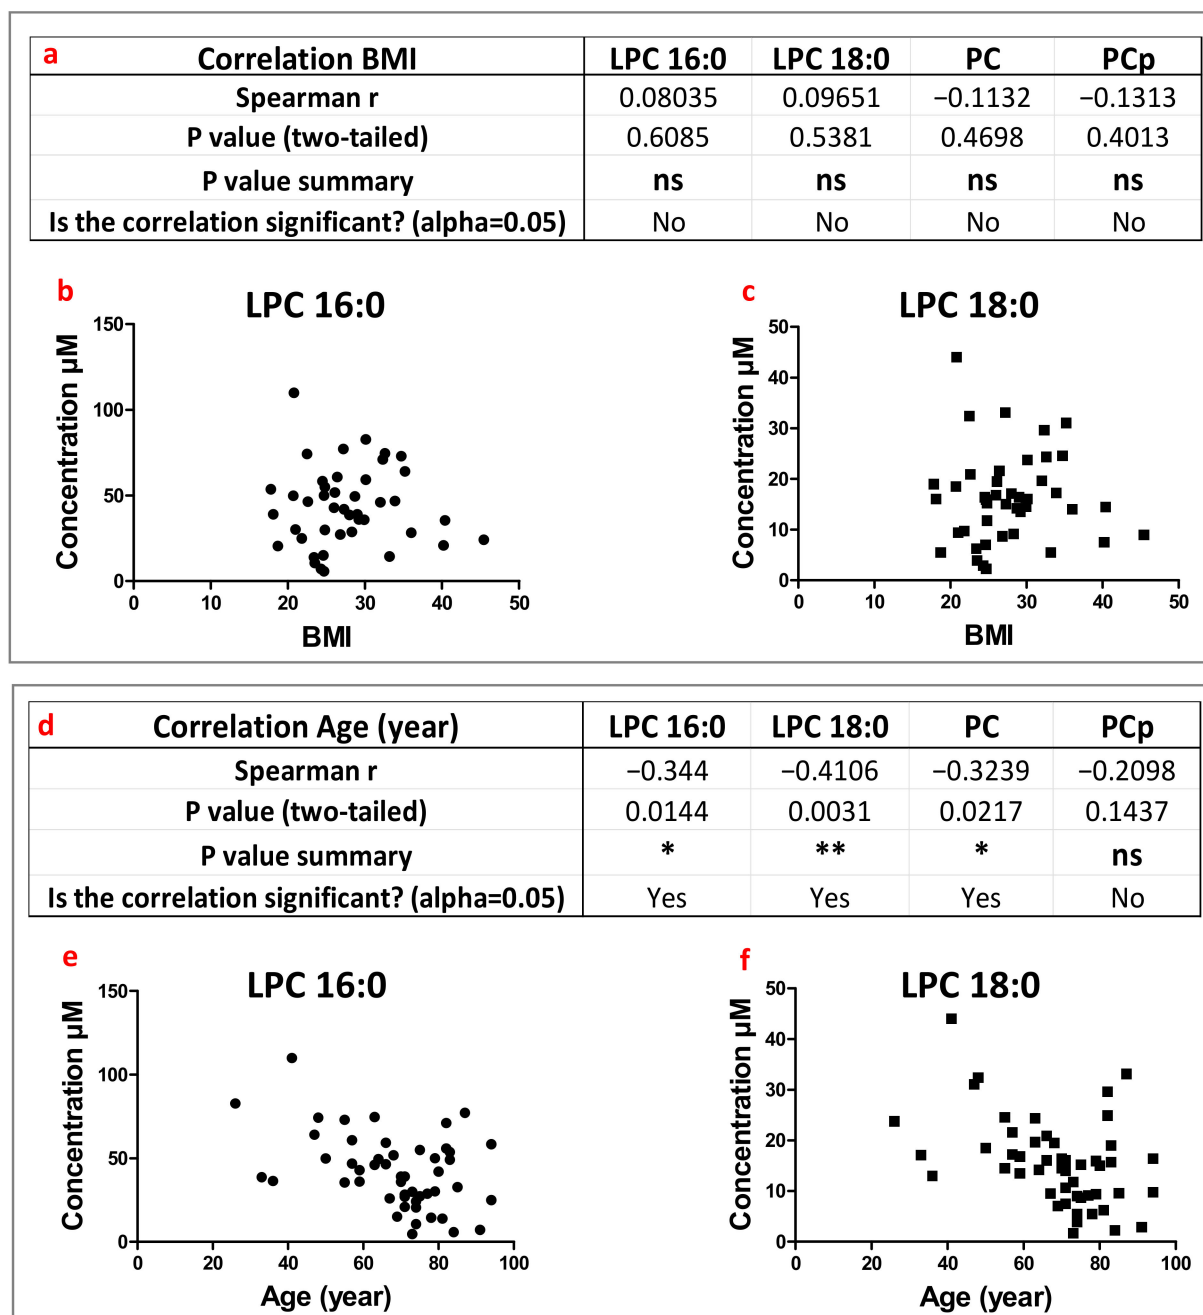 a Correlation BMI LPC 16:0 LPC 18:0 PC PCp
Spearman r 0.08035 0.09651 −0.1132 −0.1313
P value (two-tailed) 0.6085 0.5381 0.4698 0.4013
P value summary ns ns ns ns
Is the correlation significant? (alpha=0.05) No No No No
b LPC 16:0
Concentration µM
150
100
50
0
0 10 20 30 40 50
BMI
c LPC 18:0
Concentration µM
50
40
30
20
10
0
0 10 20 30 40 50
BMI
d Correlation Age (year) LPC 16:0 LPC 18:0 PC PCp
Spearman r −0.344 −0.4106 −0.3239 −0.2098
P value (two-tailed) 0.0144 0.0031 0.0217 0.1437
P value summary * ** * ns
Is the correlation significant? (alpha=0.05) Yes Yes Yes No
e LPC 16:0
Concentration µM
150
100
50
0
0 20 40 60 80 100
Age (year)
f LPC 18:0
Concentration µM
50
40
30
20
10
0
0 20 40 60 80 100
Age (year)